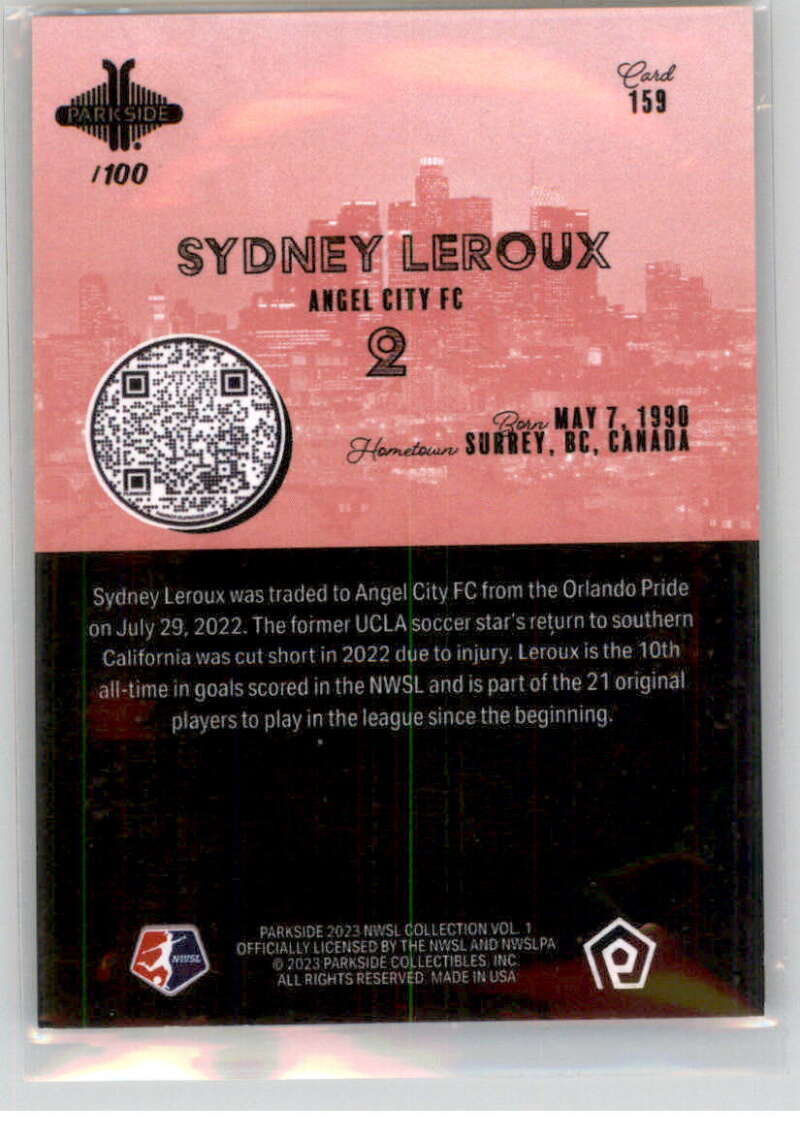 PARKSIDE
/100
Card
159
SYDNEY LEROUX
ANGEL CITY FC
2
Born MAY 7, 1990
Hometown SURREY, BC, CANADA
Sydney Leroux was traded to Angel City FC from the Orlando Pride
on July 29, 2022. The former UCLA soccer star's return to southern
California was cut short in 2022 due to injury. Leroux is the 10th
all-time in goals scored in the NWSL and is part of the 21 original
players to play in the league since the beginning.
NWSL
PARKSIDE 2023 NWSL COLLECTION VOL. 1
OFFICIALLY LICENSED BY THE NWSL AND NWSLPA
© 2023 PARKSIDE COLLECTIBLES, INC.
ALL RIGHTS RESERVED. MADE IN USA